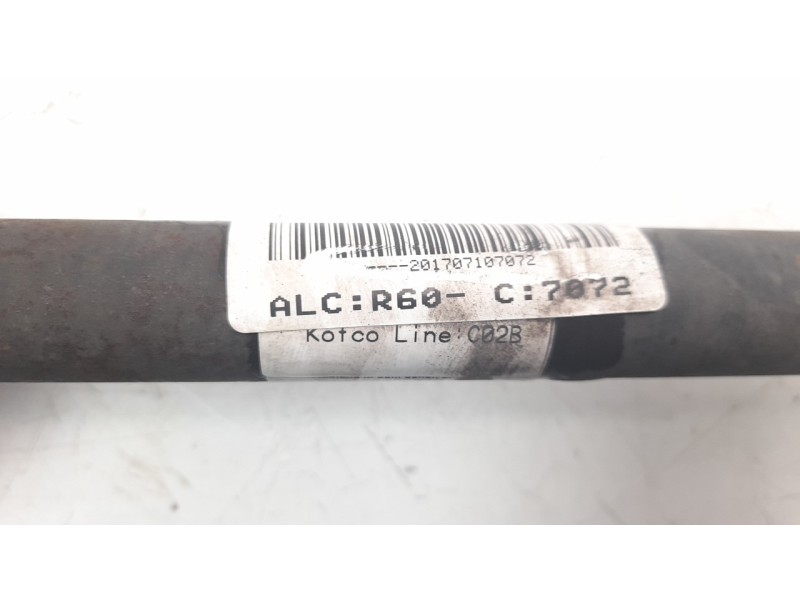 ----201707107072
ALC:R60- C:7072
Kotco Line:C02B